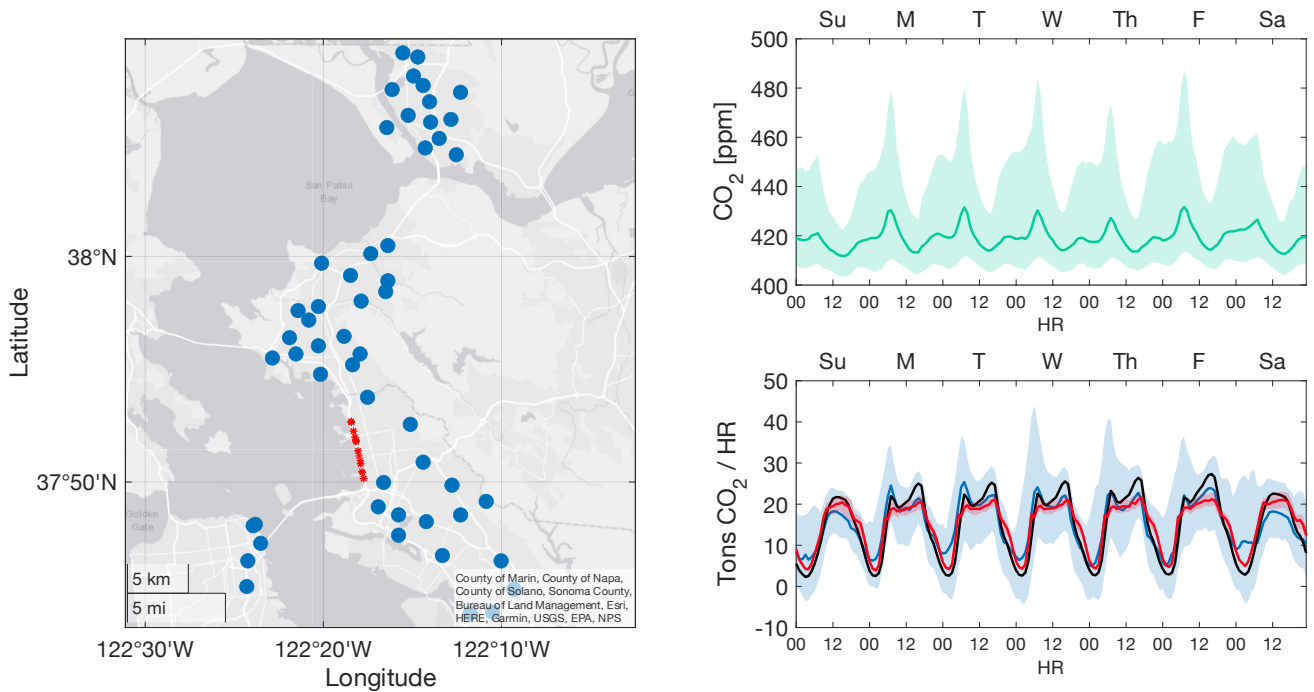 San Pablo
Bay
Golden
Gate
38°N
37°50'N
Latitude
5 km
5 mi
County of Marin, County of Napa,
County of Solano, Sonoma County,
Bureau of Land Management, Esri,
HERE, Garmin, USGS, EPA, NPS
122°30'W 122°20'W 122°10'W
Longitude
Su M T W Th F Sa
500
480
460
440
420
400
CO2 [ppm]
00 12 00 12 00 12 00 12 00 12 00 12 00 12
HR
Su M T W Th F Sa
50
40
30
20
10
0
-10
Tons CO2 / HR
00 12 00 12 00 12 00 12 00 12 00 12 00 12
HR